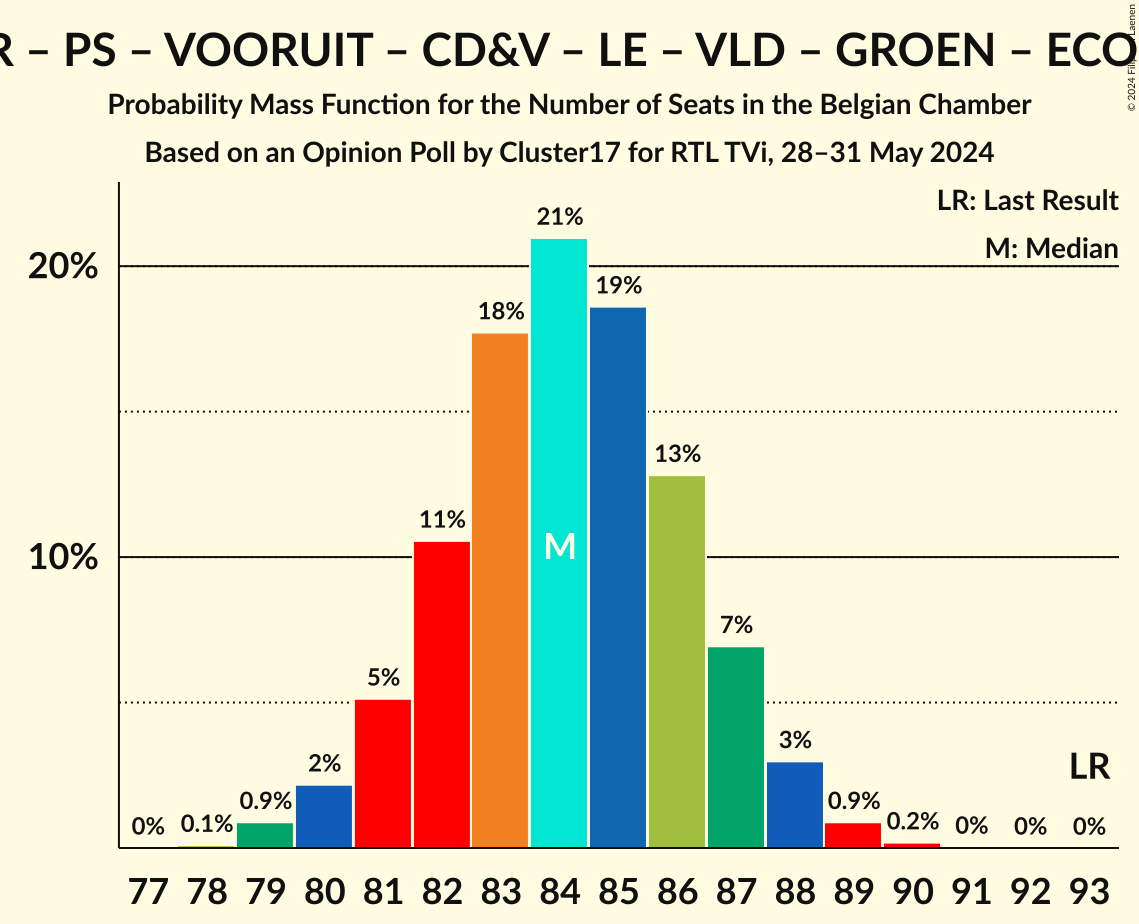 R – PS – VOORUIT – CD&V – LE – VLD – GROEN – ECO
Probability Mass Function for the Number of Seats in the Belgian Chamber
Based on an Opinion Poll by Cluster17 for RTL TVi, 28–31 May 2024
© 2024 Laenen
LR: Last Result
M: Median
20%
10%
0%
0.1%
0.9%
2%
5%
11%
18%
21%
19%
13%
7%
3%
0.9%
0.2%
0%
0%
0%
M
LR
77 78 79 80 81 82 83 84 85 86 87 88 89 90 91 92 93